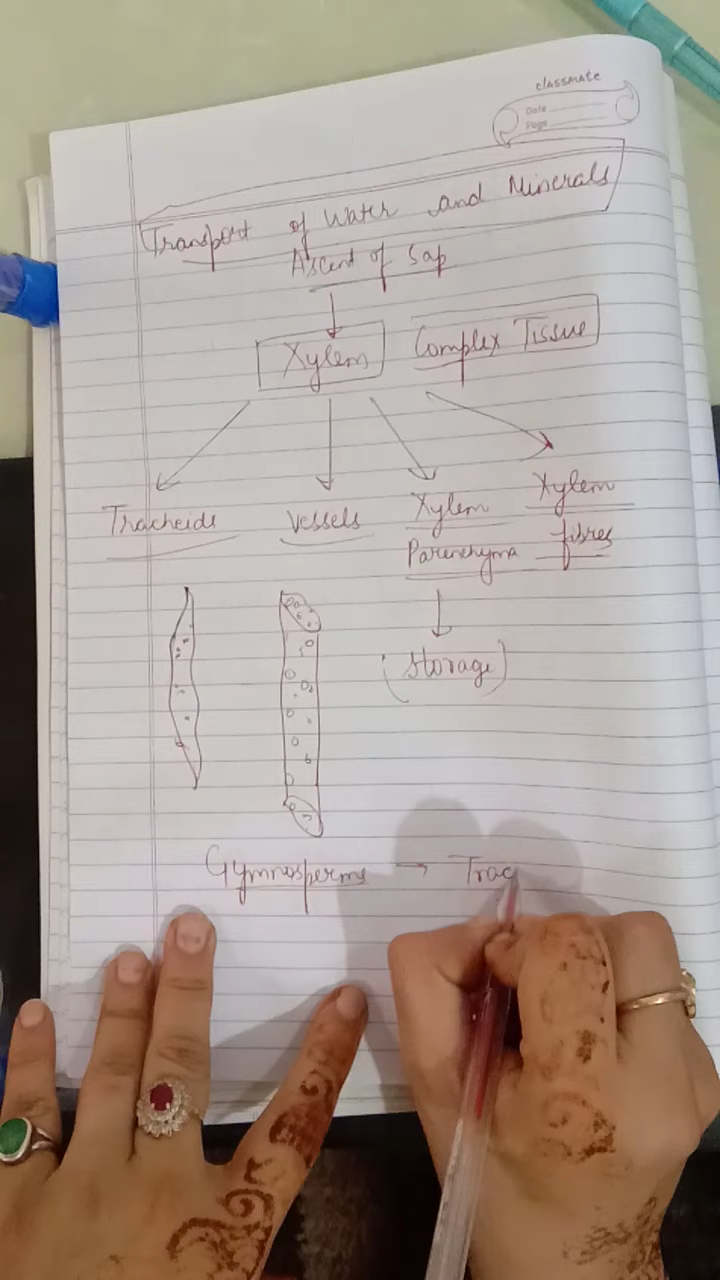 classmate
Date
Page
Transport of Water and Minerals
Ascent of Sap
Xylem Complex Tissue
Tracheids Vessels Xylem Parenchyma Xylem fibres
(Storage)
Gymnosperms → Trac